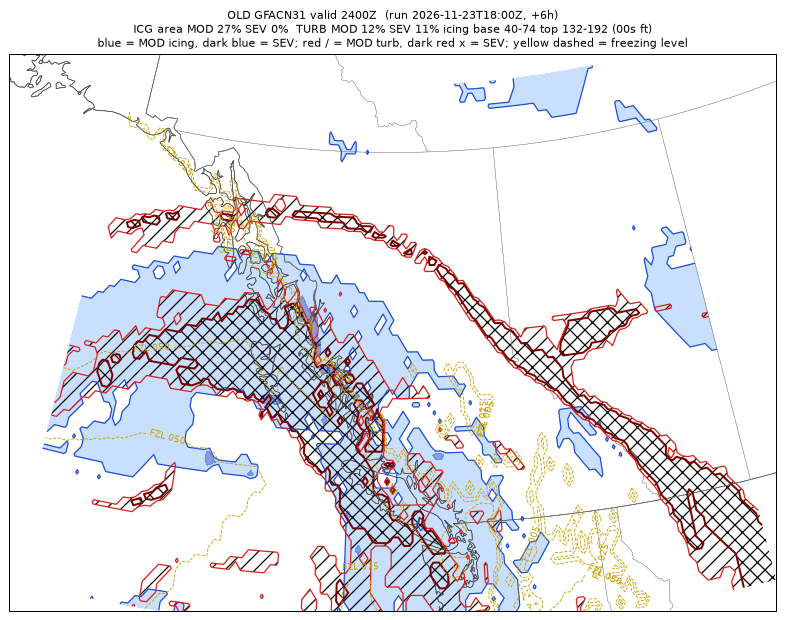 OLD GFACN31 valid 2400Z  (run 2026-11-23T18:00Z, +6h)
ICG area MOD 27% SEV 0%  TURB MOD 12% SEV 11% icing base 40-74 top 132-192 (00s ft)
blue = MOD icing, dark blue = SEV; red / = MOD turb, dark red x = SEV; yellow dashed = freezing level
FZL 050